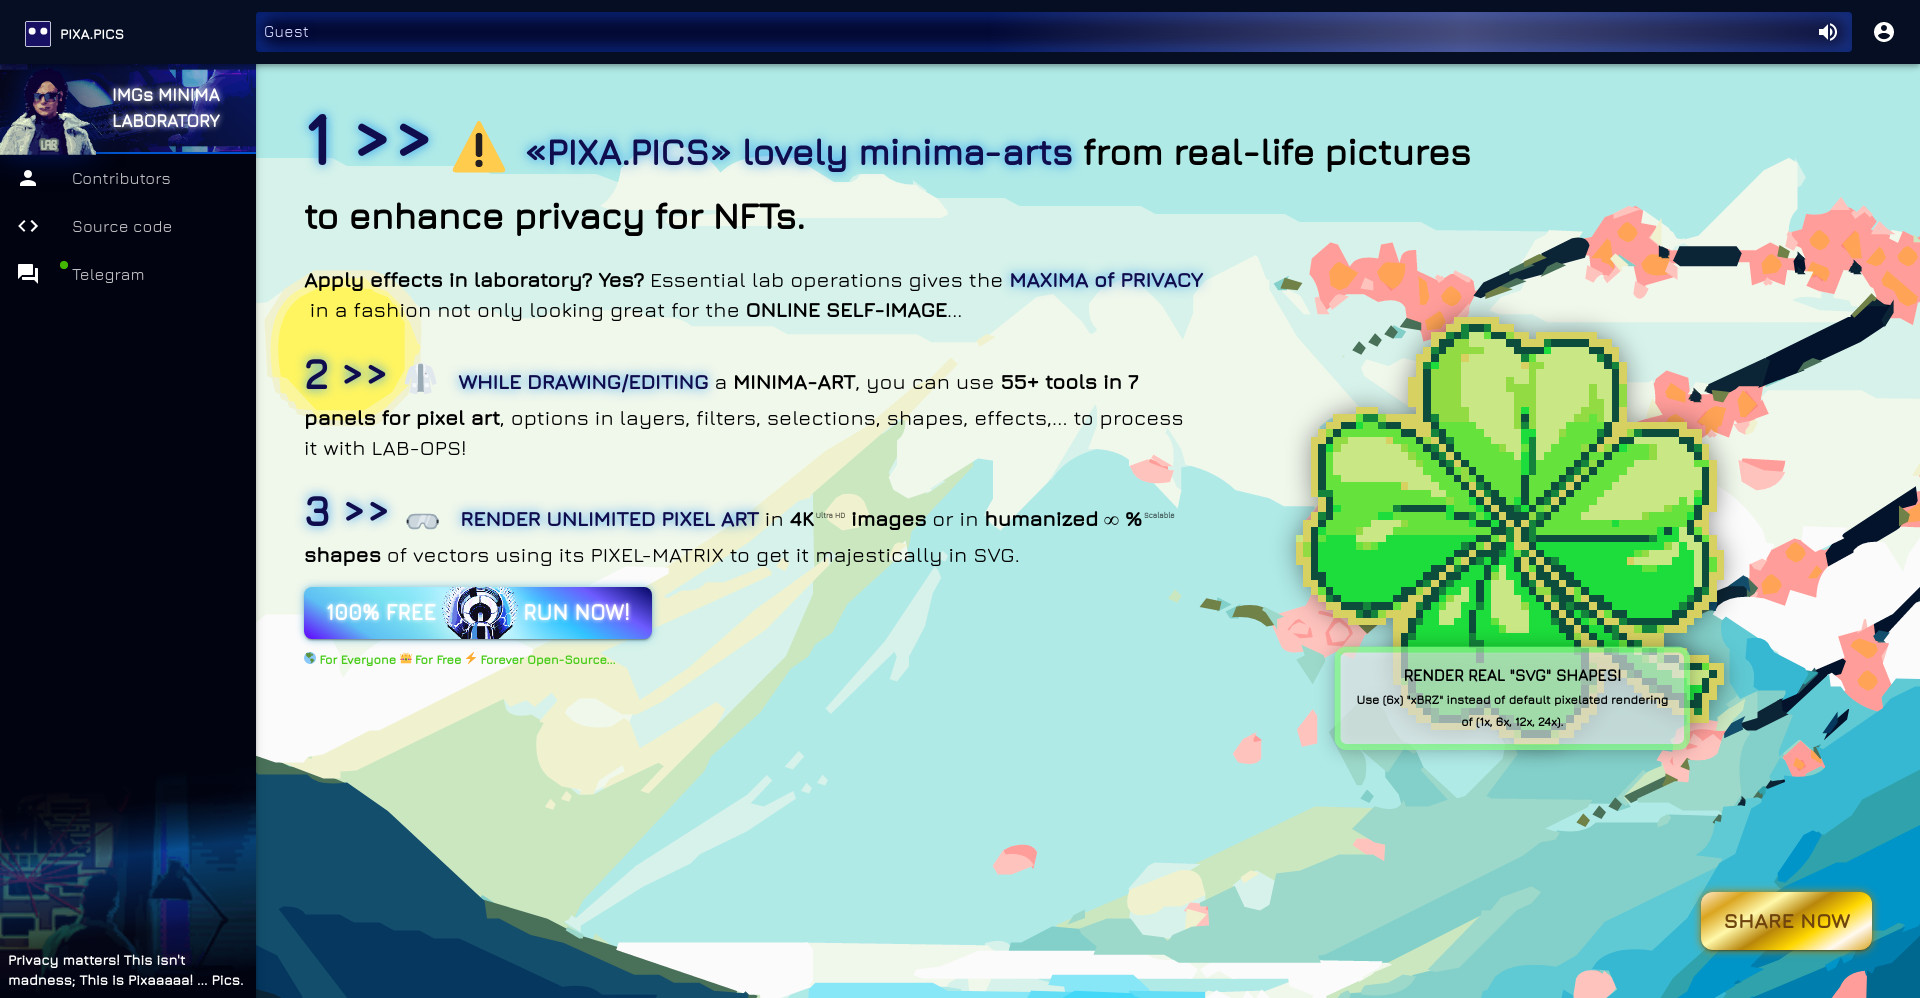 PIXA.PICS
Guest
IMGs MINIMA
LABORATORY
LAB
Contributors
Source code
Telegram
Privacy matters! This isn't
madness; This is Pixaaaaa! ... Pics.
1 >> «PIXA.PICS» lovely minima-arts from real-life pictures
to enhance privacy for NFTs.
Apply effects in laboratory? Yes? Essential lab operations gives the MAXIMA of PRIVACY
in a fashion not only looking great for the ONLINE SELF-IMAGE...
2 >> WHILE DRAWING/EDITING a MINIMA-ART, you can use 55+ tools in 7
panels for pixel art, options in layers, filters, selections, shapes, effects,... to process
it with LAB-OPS!
3 >> RENDER UNLIMITED PIXEL ART in 4K Ultra HD images or in humanized ∞ % Scalable
shapes of vectors using its PIXEL-MATRIX to get it majestically in SVG.
100% FREE RUN NOW!
For Everyone For Free Forever Open-Source...
RENDER REAL "SVG" SHAPES!
Use (6x) "xBRZ" instead of default pixelated rendering
of (1x, 6x, 12x, 24x).
SHARE NOW